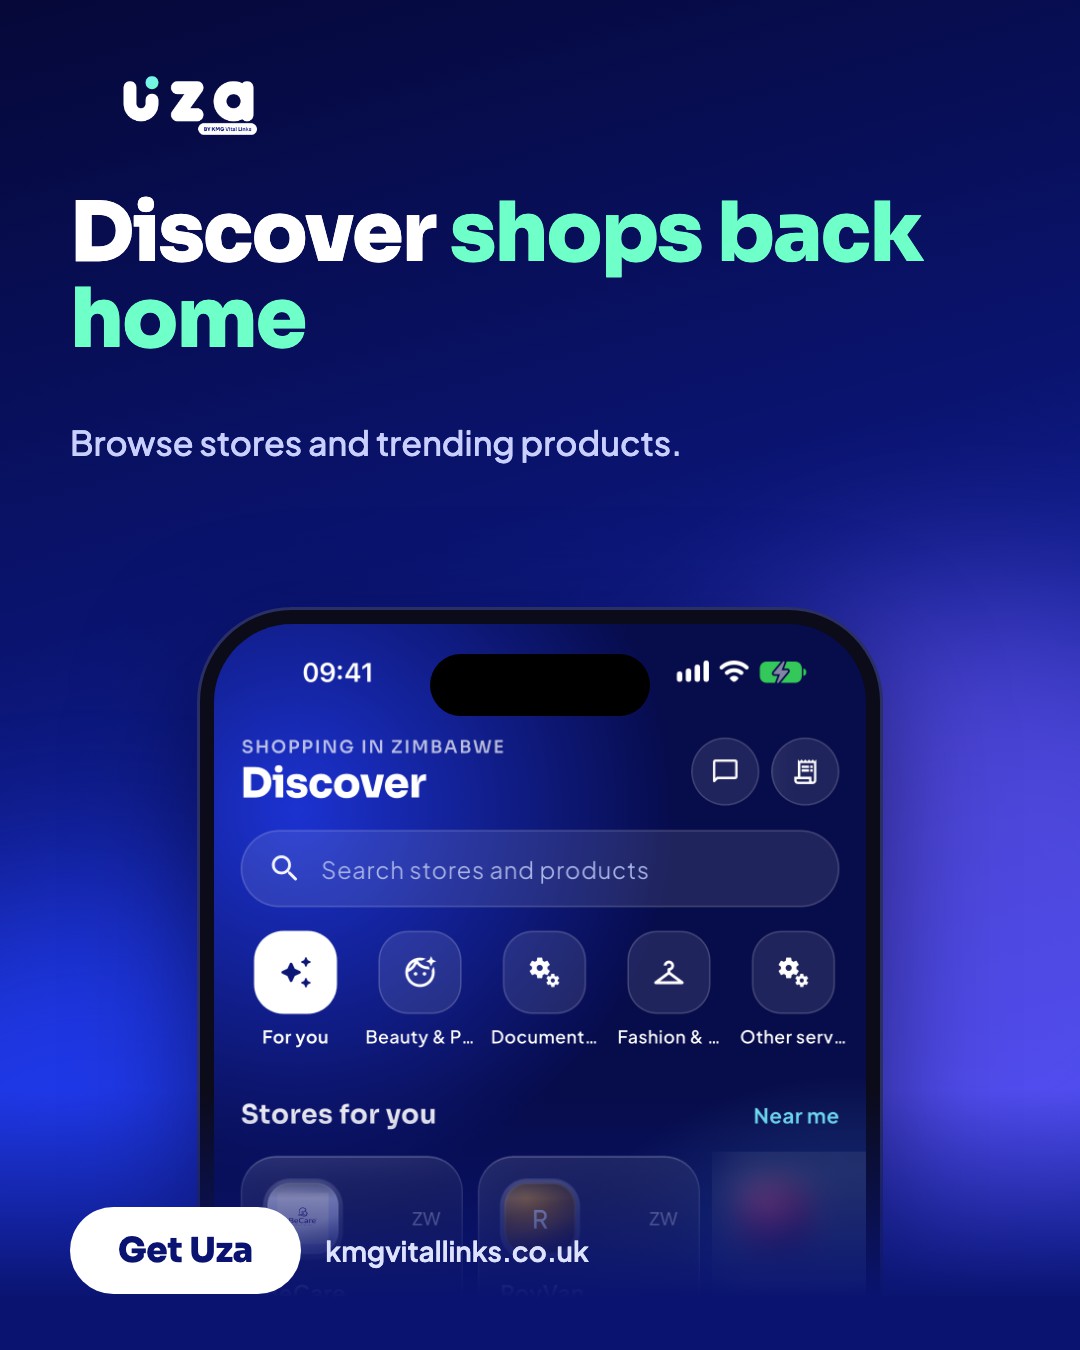 uza
BY KMG Vital Links
Discover shops back
home
Browse stores and trending products.
09:41
SHOPPING IN ZIMBABWE
Discover
Search stores and products
For you
Beauty & P...
Document...
Fashion & ...
Other serv...
Stores for you
Near me
ZW
R
ZW
Get Uza
kmgvitallinks.co.uk